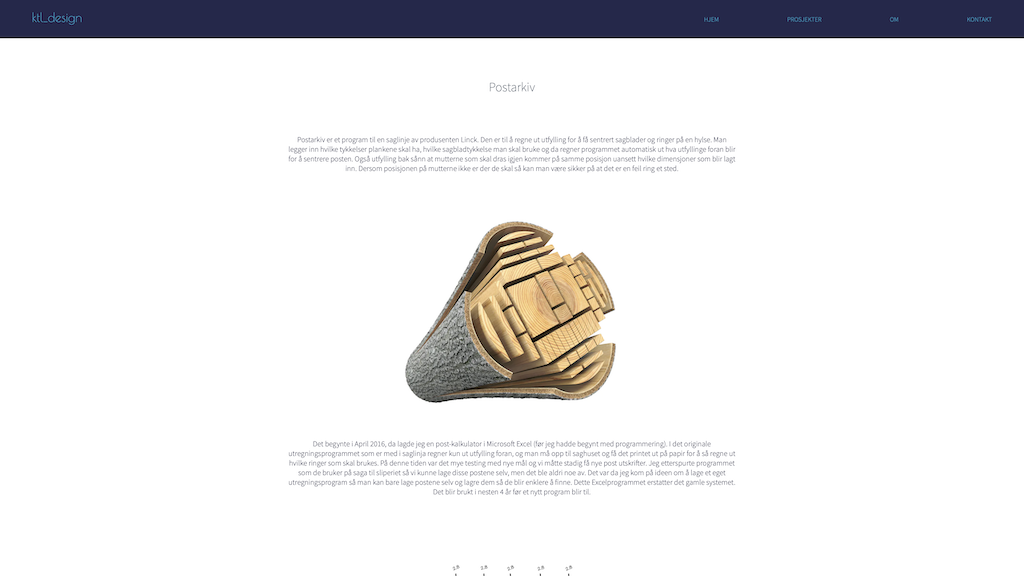 ktl_design
HJEM
PROSJEKTER
OM
KONTAKT
Postarkiv
Postarkiv er et program til en saglinje av produsenten Linck. Den er til å regne ut utfylling for å få sentrert sagblader og ringer på en hylse. Man
legger inn hvilke tykkelser plankene skal ha, hvilke sagbladtykkelse man skal bruke og da regner programmet automatisk ut hva utfyllinge foran blir
for å sentrere posten. Også utfylling bak sånn at mutterne som skal dras igjen kommer på samme posisjon uansett hvilke dimensjoner som blir lagt
inn. Dersom posisjonen på mutterne ikke er der de skal så kan man være sikker på at det er en feil ring et sted.
Det begynte i April 2016, da lagde jeg en post-kalkulator i Microsoft Excel (før jeg hadde begynt med programmering). I det originale
utregningsprogrammet som er med i saglinja regner kun ut utfylling foran, og man må opp til saghuset og få det printet ut på papir for å så regne ut
hvilke ringer som skal brukes. På denne tiden var det mye testing med nye mål og vi måtte stadig få nye post utskrifter. Jeg etterspurte programmet
som de bruker på saga til sliperiet så vi kunne lage disse postene selv, men det ble aldri noe av. Det var da jeg kom på ideen om å lage et eget
utregningsprogram så man kan bare lage postene selv og lagre dem så de blir enklere å finne. Dette Excelprogrammet erstatter det gamle systemet.
Det blir brukt i nesten 4 år før et nytt program blir til.
2.8 2.8 2.8 2.8 2.8